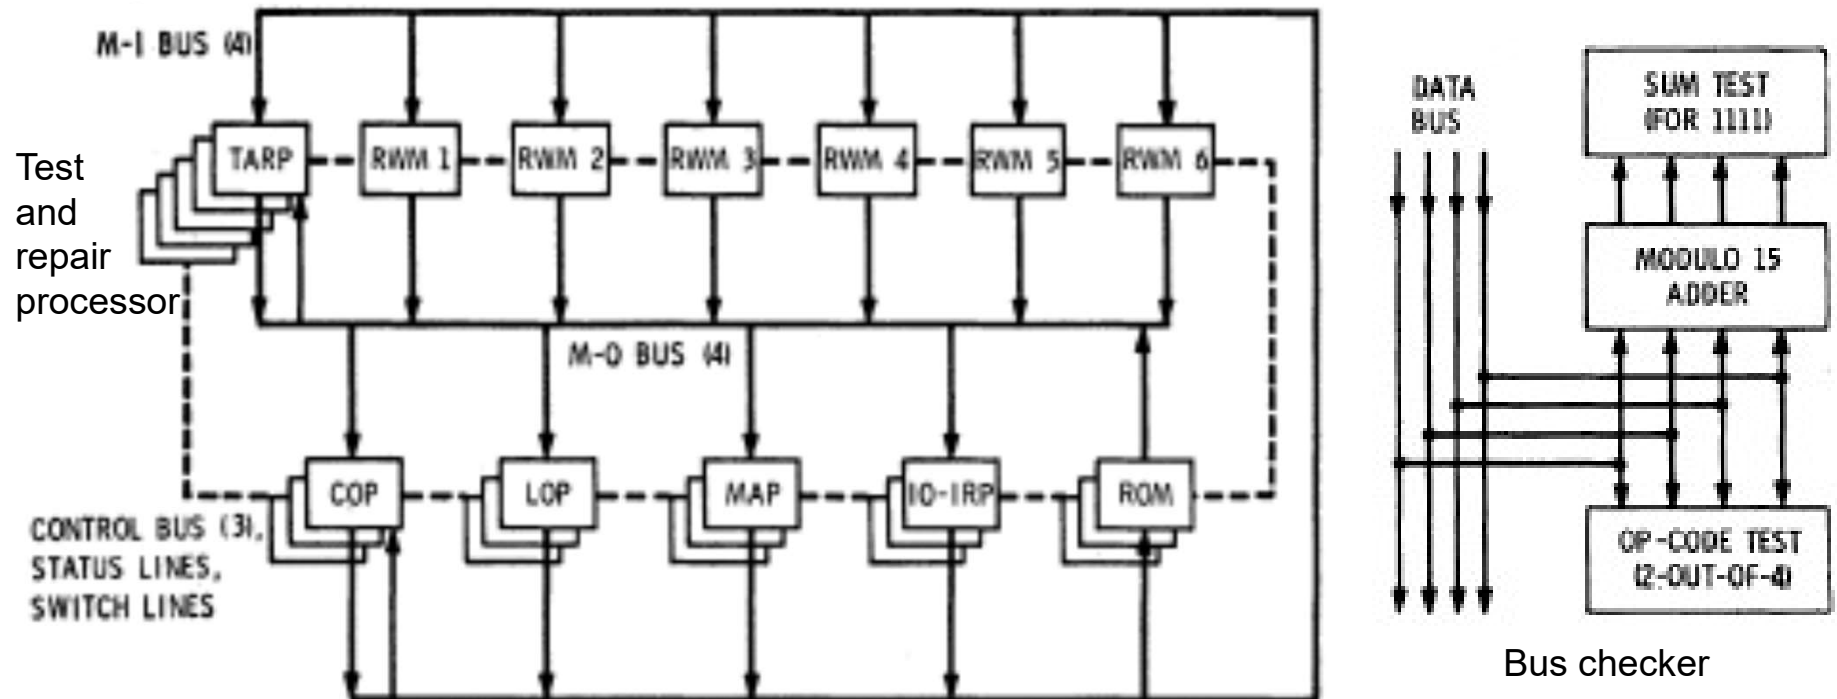 M-I BUS (4)
TARP
RWM 1
RWM 2
RWM 3
RWM 4
RWM 5
RWM 6
Test
and
repair
processor
M-O BUS (4)
COP
LOP
MAP
IO-IRP
ROM
CONTROL BUS (3),
STATUS LINES,
SWITCH LINES
DATA
BUS
SUM TEST
(FOR 1111)
MODULO 15
ADDER
OP-CODE TEST
(2-OUT-OF-4)
Bus checker